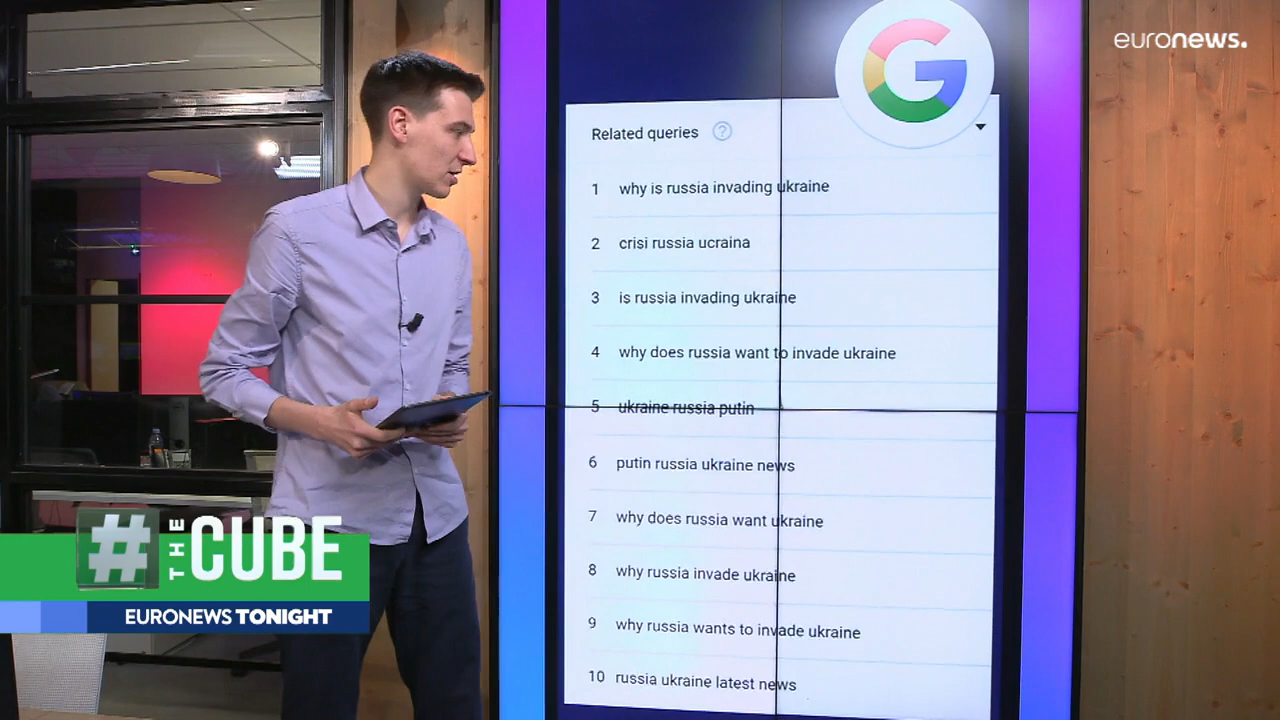 euronews.
G
Related queries ?
1 why is russia invading ukraine
2 crisi russia ucraina
3 is russia invading ukraine
4 why does russia want to invade ukraine
5 ukraine russia putin
6 putin russia ukraine news
7 why does russia want ukraine
8 why russia invade ukraine
9 why russia wants to invade ukraine
10 russia ukraine latest news
# THE CUBE
EURONEWS TONIGHT